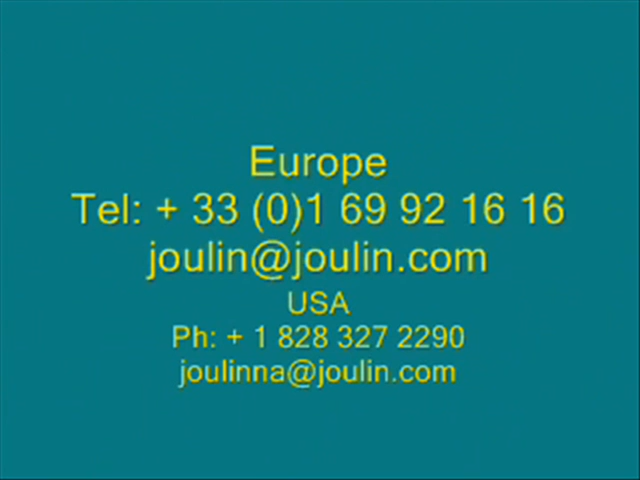 Europe
Tel: + 33 (0)1 69 92 16 16
joulin@joulin.com
USA
Ph: + 1 828 327 2290
joulinna@joulin.com